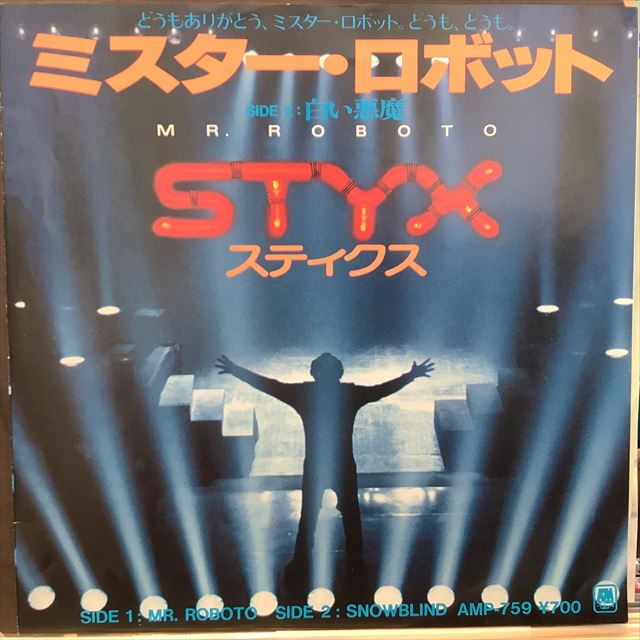 どうもありがとう、ミスター・ロボット。どうも、どうも。
ミスター・ロボット
SIDE 2：白い悪魔
MR. ROBOTO
STYX
スティクス
SIDE 1：MR. ROBOTO SIDE 2：SNOWBLIND AMP-759 ¥700